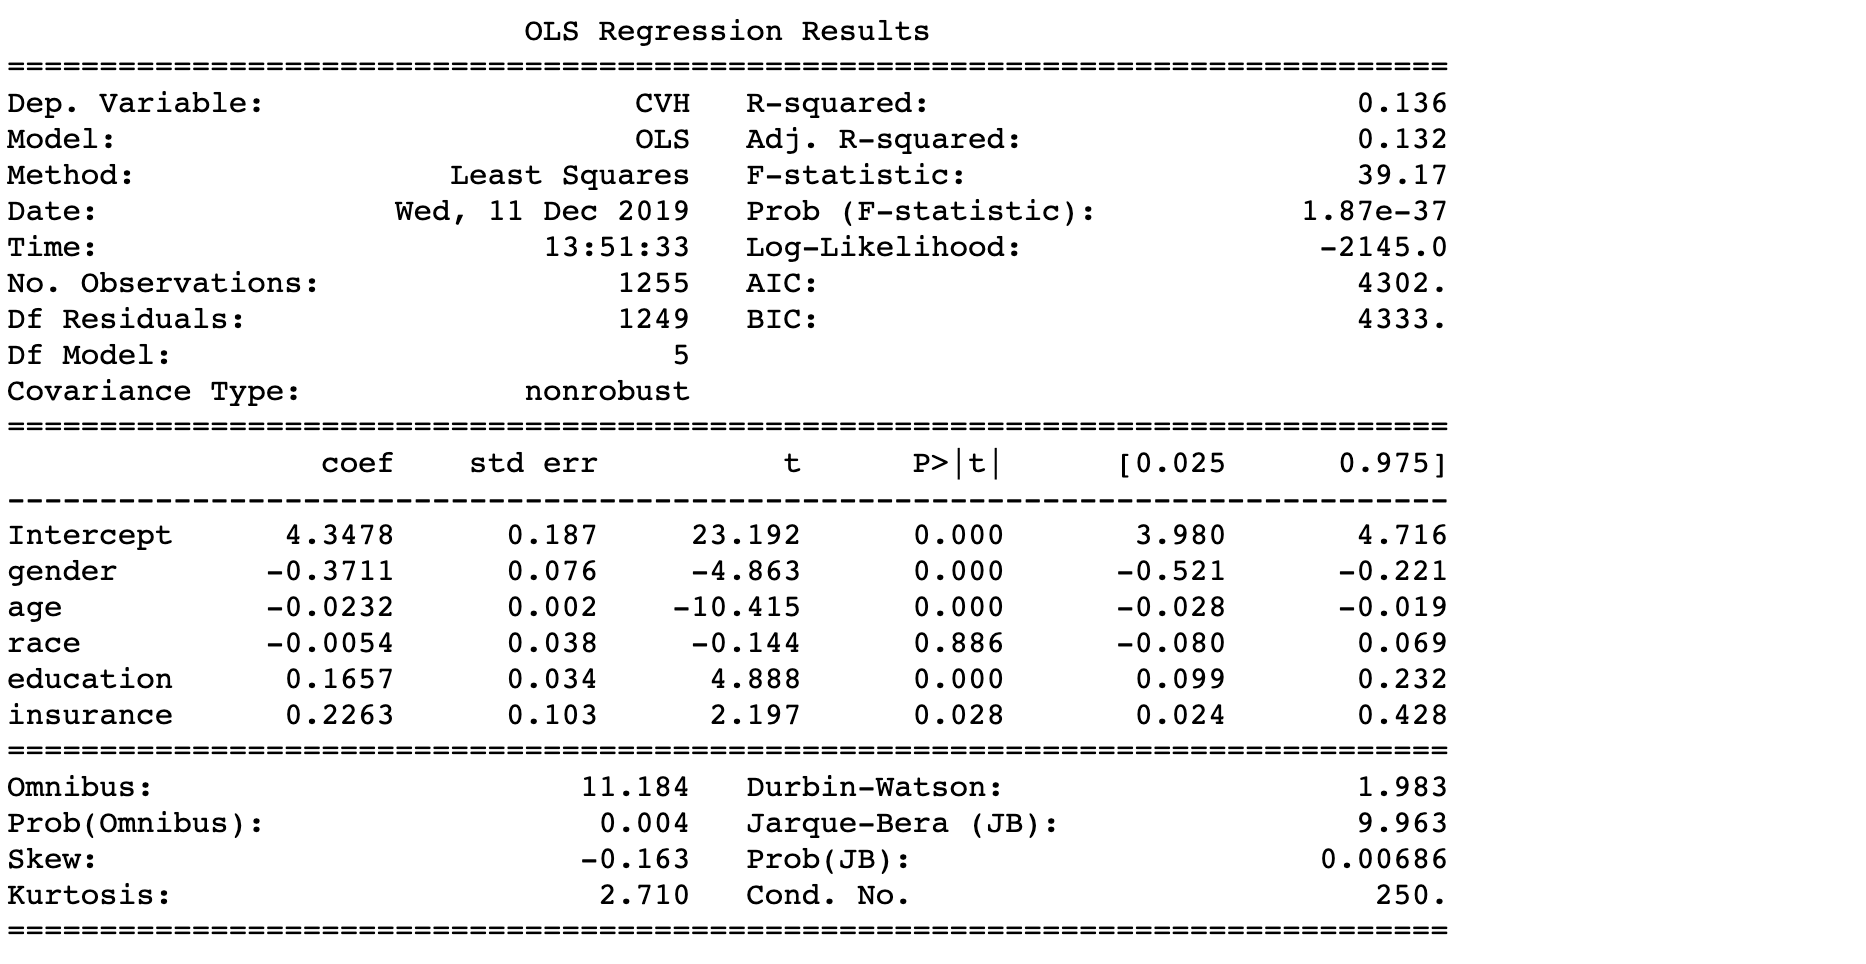 OLS Regression Results
==============================================================================
Dep. Variable:                    CVH   R-squared:                       0.136
Model:                            OLS   Adj. R-squared:                  0.132
Method:                 Least Squares   F-statistic:                     39.17
Date:                Wed, 11 Dec 2019   Prob (F-statistic):           1.87e-37
Time:                        13:51:33   Log-Likelihood:                -2145.0
No. Observations:                1255   AIC:                             4302.
Df Residuals:                    1249   BIC:                             4333.
Df Model:                           5
Covariance Type:            nonrobust
==============================================================================
                 coef    std err          t      P>|t|      [0.025      0.975]
------------------------------------------------------------------------------
Intercept      4.3478      0.187     23.192      0.000       3.980       4.716
gender        -0.3711      0.076     -4.863      0.000      -0.521      -0.221
age           -0.0232      0.002    -10.415      0.000      -0.028      -0.019
race          -0.0054      0.038     -0.144      0.886      -0.080       0.069
education      0.1657      0.034      4.888      0.000       0.099       0.232
insurance      0.2263      0.103      2.197      0.028       0.024       0.428
==============================================================================
Omnibus:                       11.184   Durbin-Watson:                   1.983
Prob(Omnibus):                  0.004   Jarque-Bera (JB):                9.963
Skew:                          -0.163   Prob(JB):                      0.00686
Kurtosis:                       2.710   Cond. No.                         250.
==============================================================================